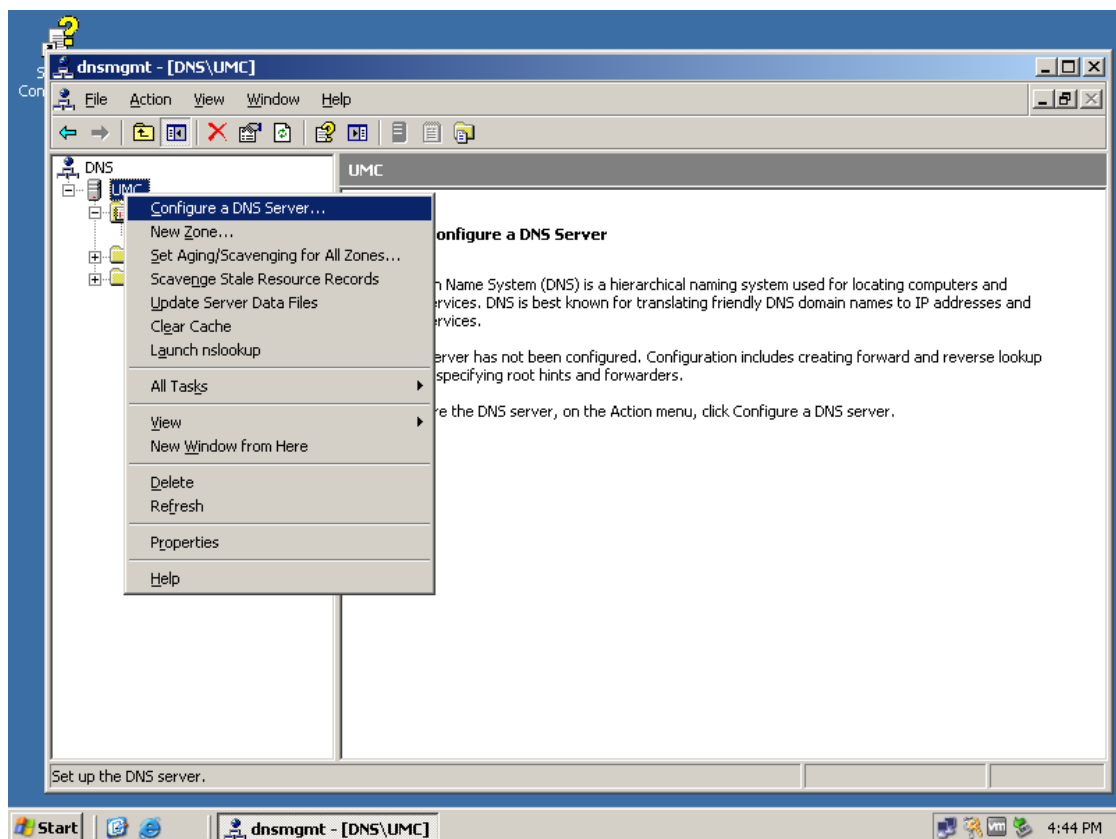 S
Con
dnsmgmt - [DNS\UMC]
File Action View Window Help
DNS
UMC
UMC
Configure a DNS Server...
New Zone...
Set Aging/Scavenging for All Zones...
Scavenge Stale Resource Records
Update Server Data Files
Clear Cache
Launch nslookup
All Tasks
View
New Window from Here
Delete
Refresh
Properties
Help
onfigure a DNS Server
n Name System (DNS) is a hierarchical naming system used for locating computers and
ervices. DNS is best known for translating friendly DNS domain names to IP addresses and
ervices.
erver has not been configured. Configuration includes creating forward and reverse lookup
specifying root hints and forwarders.
re the DNS server, on the Action menu, click Configure a DNS server.
Set up the DNS server.
Start
dnsmgmt - [DNS\UMC]
4:44 PM